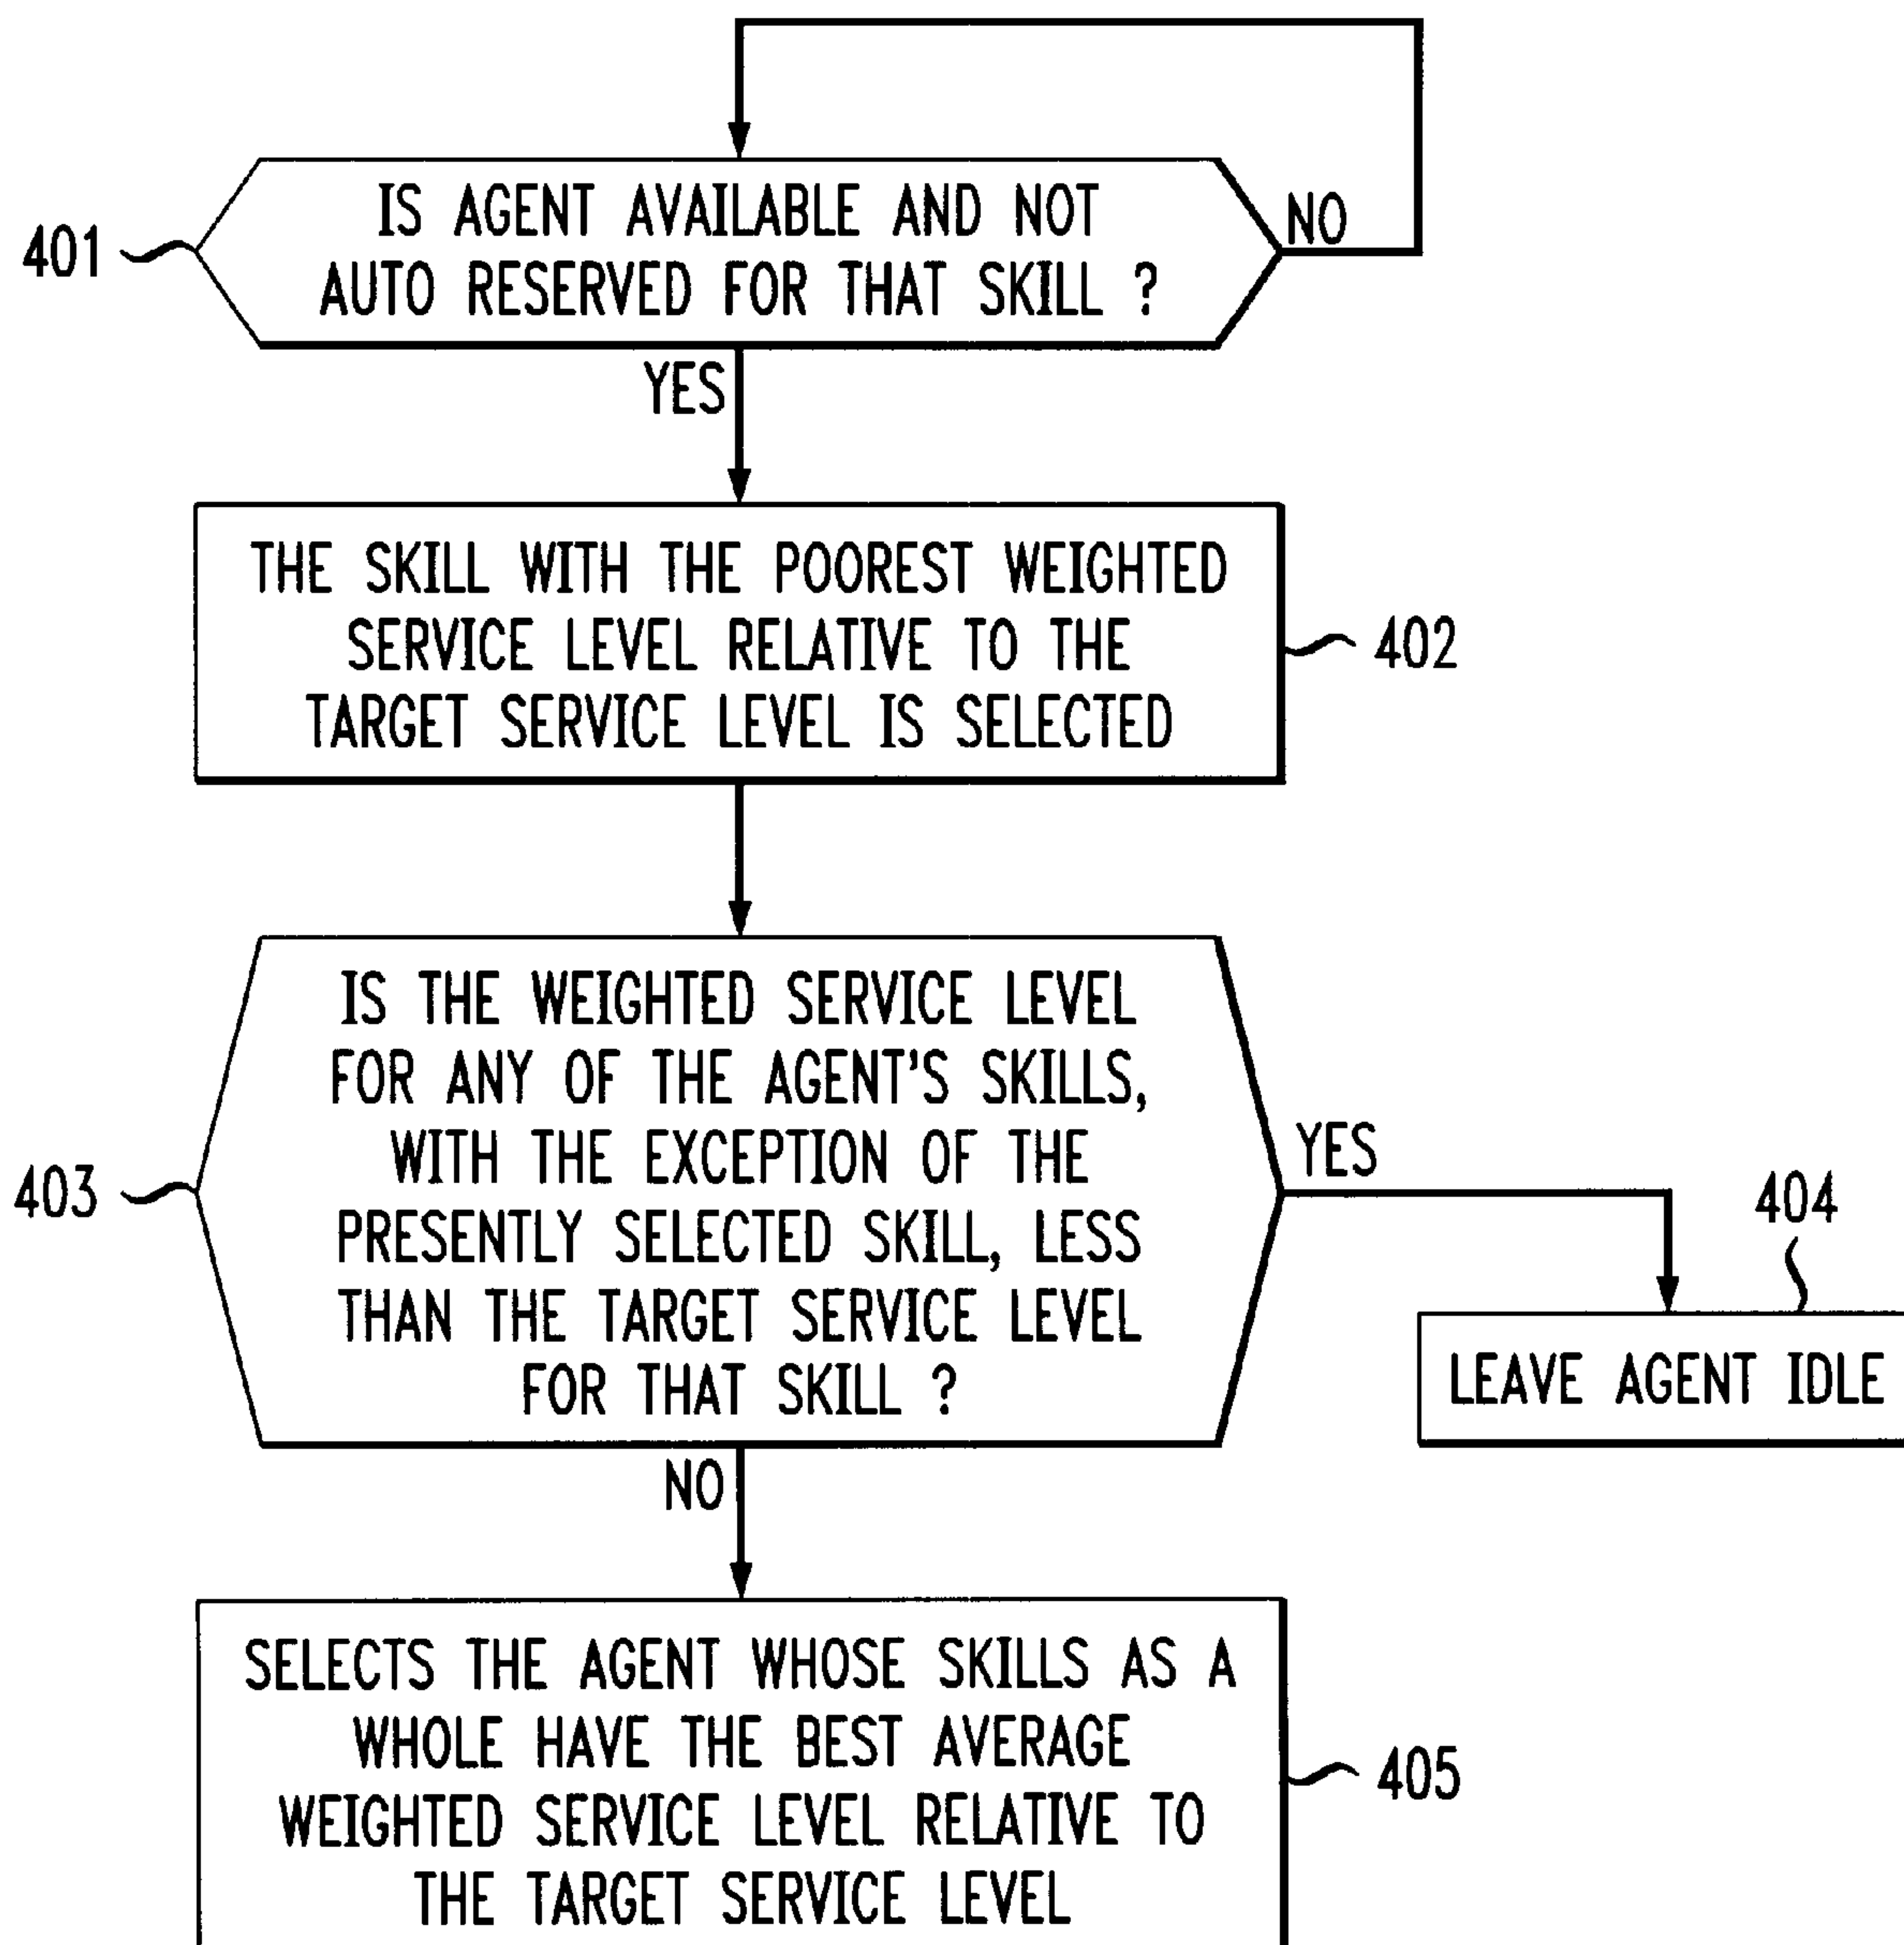 IS AGENT AVAILABLE AND NOT
AUTO RESERVED FOR THAT SKILL ?
NO
401
YES
THE SKILL WITH THE POOREST WEIGHTED
SERVICE LEVEL RELATIVE TO THE
TARGET SERVICE LEVEL IS SELECTED
402
IS THE WEIGHTED SERVICE LEVEL
FOR ANY OF THE AGENT'S SKILLS,
WITH THE EXCEPTION OF THE
PRESENTLY SELECTED SKILL, LESS
THAN THE TARGET SERVICE LEVEL
FOR THAT SKILL ?
403
YES
404
LEAVE AGENT IDLE
NO
SELECTS THE AGENT WHOSE SKILLS AS A
WHOLE HAVE THE BEST AVERAGE
WEIGHTED SERVICE LEVEL RELATIVE TO
THE TARGET SERVICE LEVEL
405